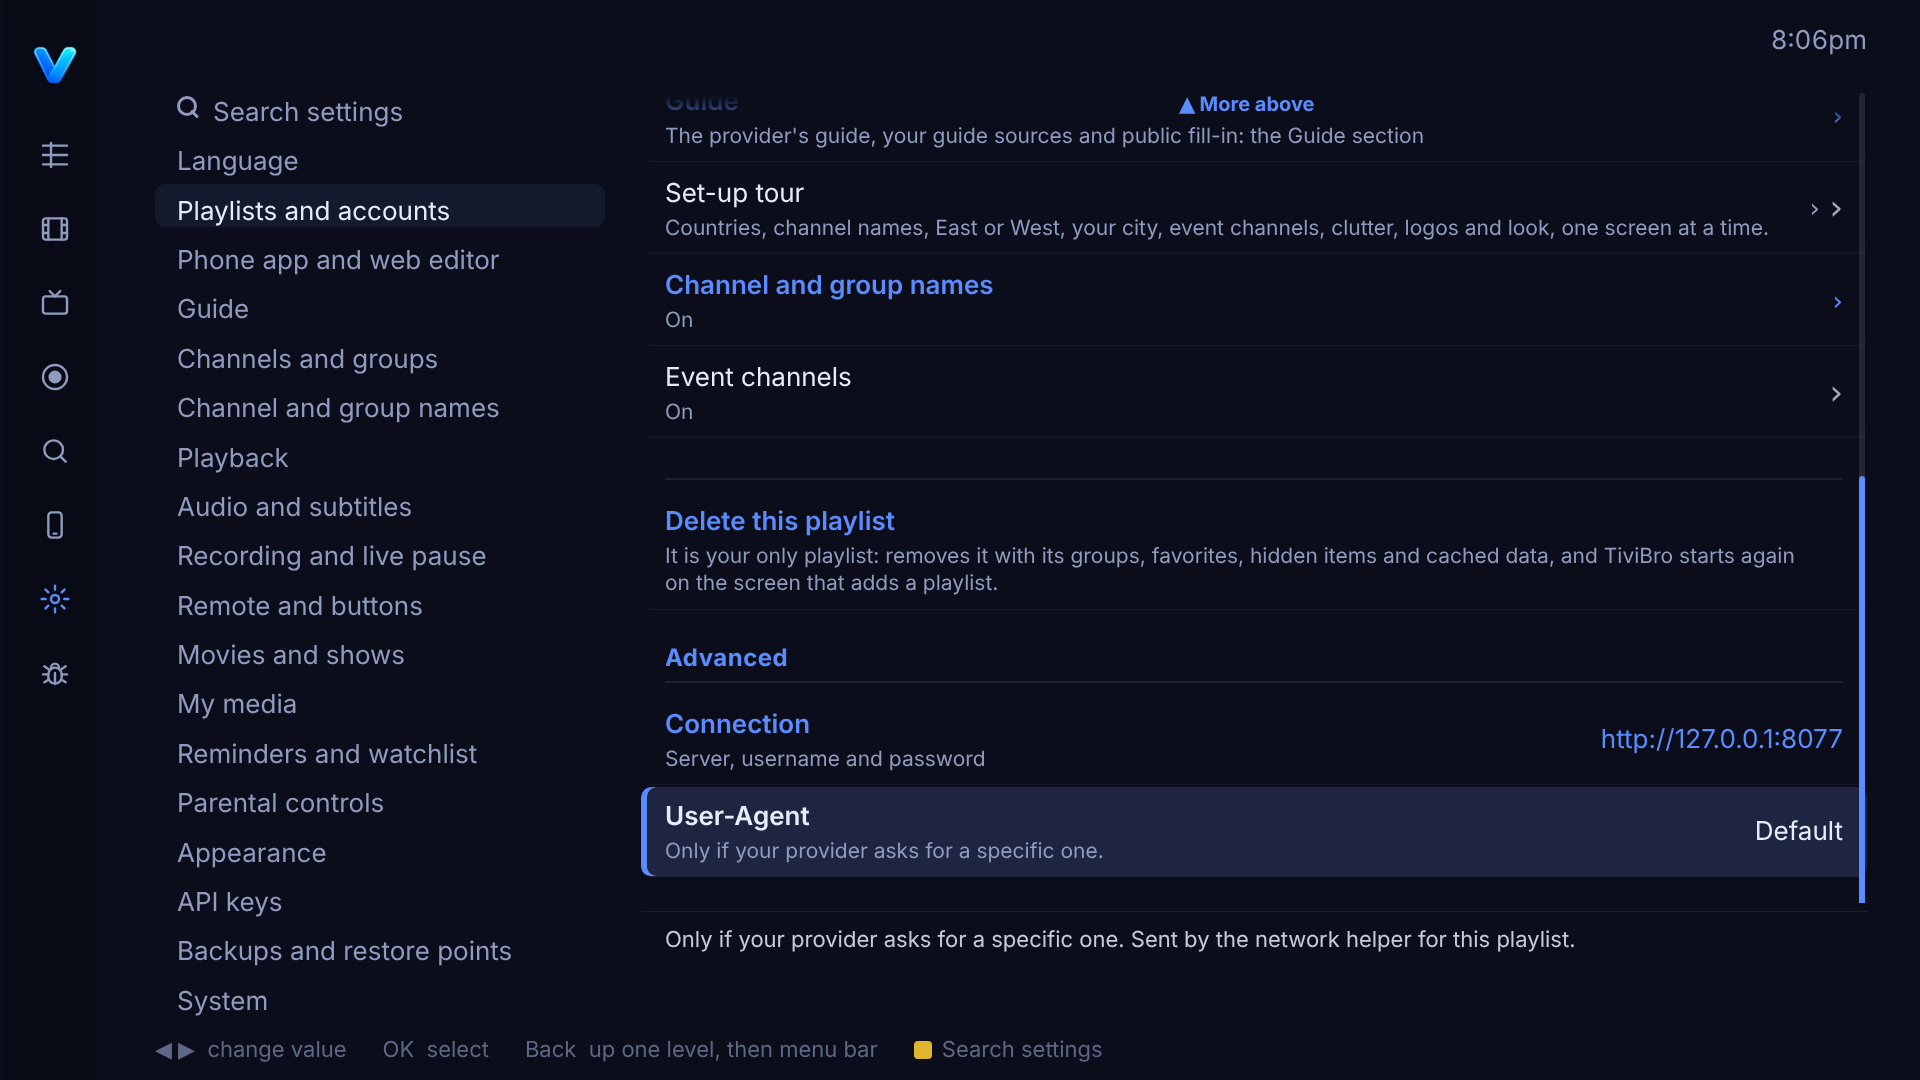 8:06pm
Search settings
Language
Playlists and accounts
Phone app and web editor
Guide
Channels and groups
Channel and group names
Playback
Audio and subtitles
Recording and live pause
Remote and buttons
Movies and shows
My media
Reminders and watchlist
Parental controls
Appearance
API keys
Backups and restore points
System
Guide
▲ More above
The provider's guide, your guide sources and public fill-in: the Guide section
Set-up tour
Countries, channel names, East or West, your city, event channels, clutter, logos and look, one screen at a time.
Channel and group names
On
Event channels
On
Delete this playlist
It is your only playlist: removes it with its groups, favorites, hidden items and cached data, and TiviBro starts again
on the screen that adds a playlist.
Advanced
Connection
Server, username and password
http://127.0.0.1:8077
User-Agent
Only if your provider asks for a specific one.
Default
Only if your provider asks for a specific one. Sent by the network helper for this playlist.
◀▶ change value OK select Back up one level, then menu bar Search settings